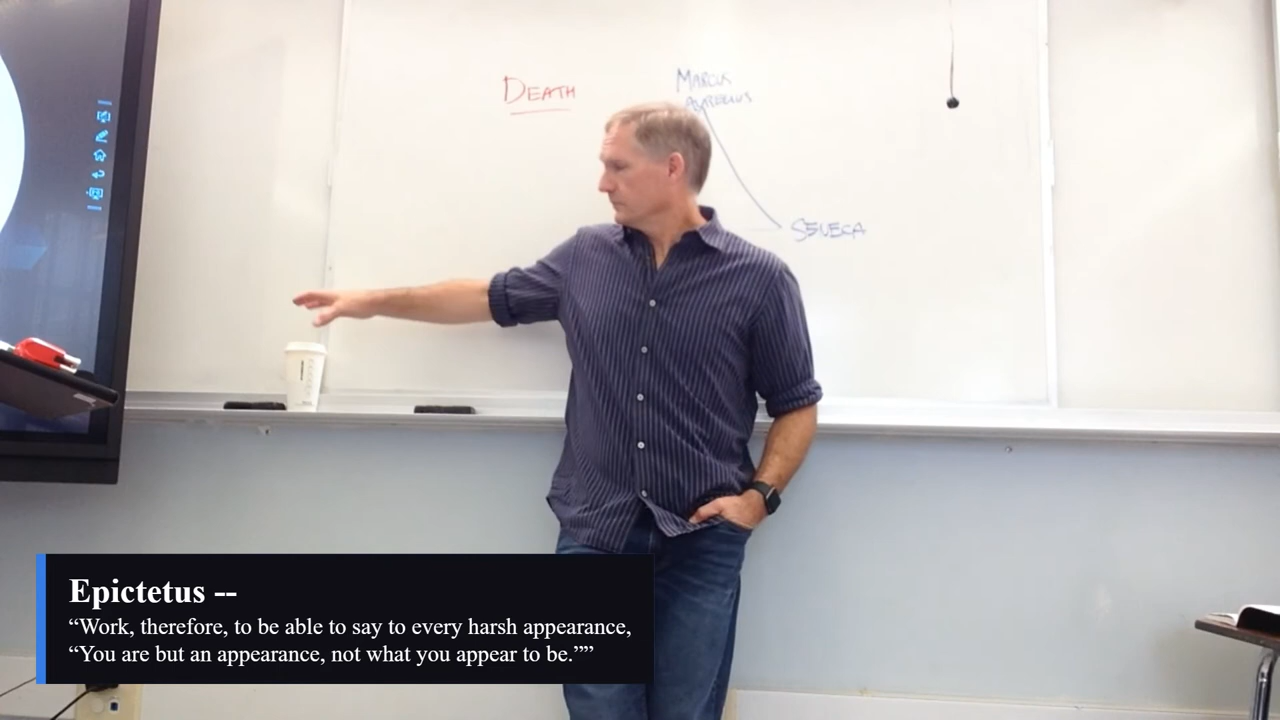 DEATH
MARCUS
AURELIUS
SENECA
Epictetus --
“Work, therefore, to be able to say to every harsh appearance,
“You are but an appearance, not what you appear to be.””